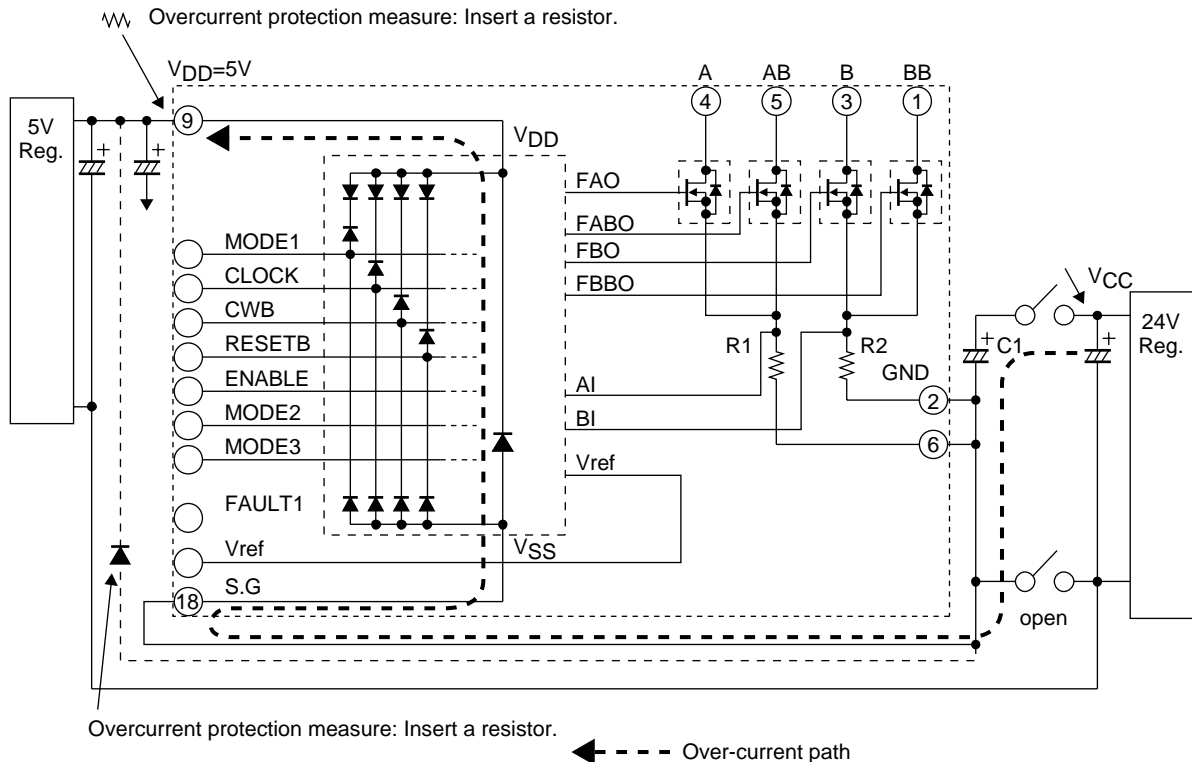 Overcurrent protection measure: Insert a resistor.
VDD=5V
A
AB
B
BB
4
5
3
1
5V
Reg.
+
+
9
VDD
FAO
FABO
FBO
FBBO
MODE1
CLOCK
CWB
RESETB
ENABLE
MODE2
MODE3
FAULT1
Vref
S.G
18
VSS
AI
BI
Vref
R1
R2
GND
2
6
VCC
+
C1
+
24V
Reg.
open
Overcurrent protection measure: Insert a resistor.
Over-current path